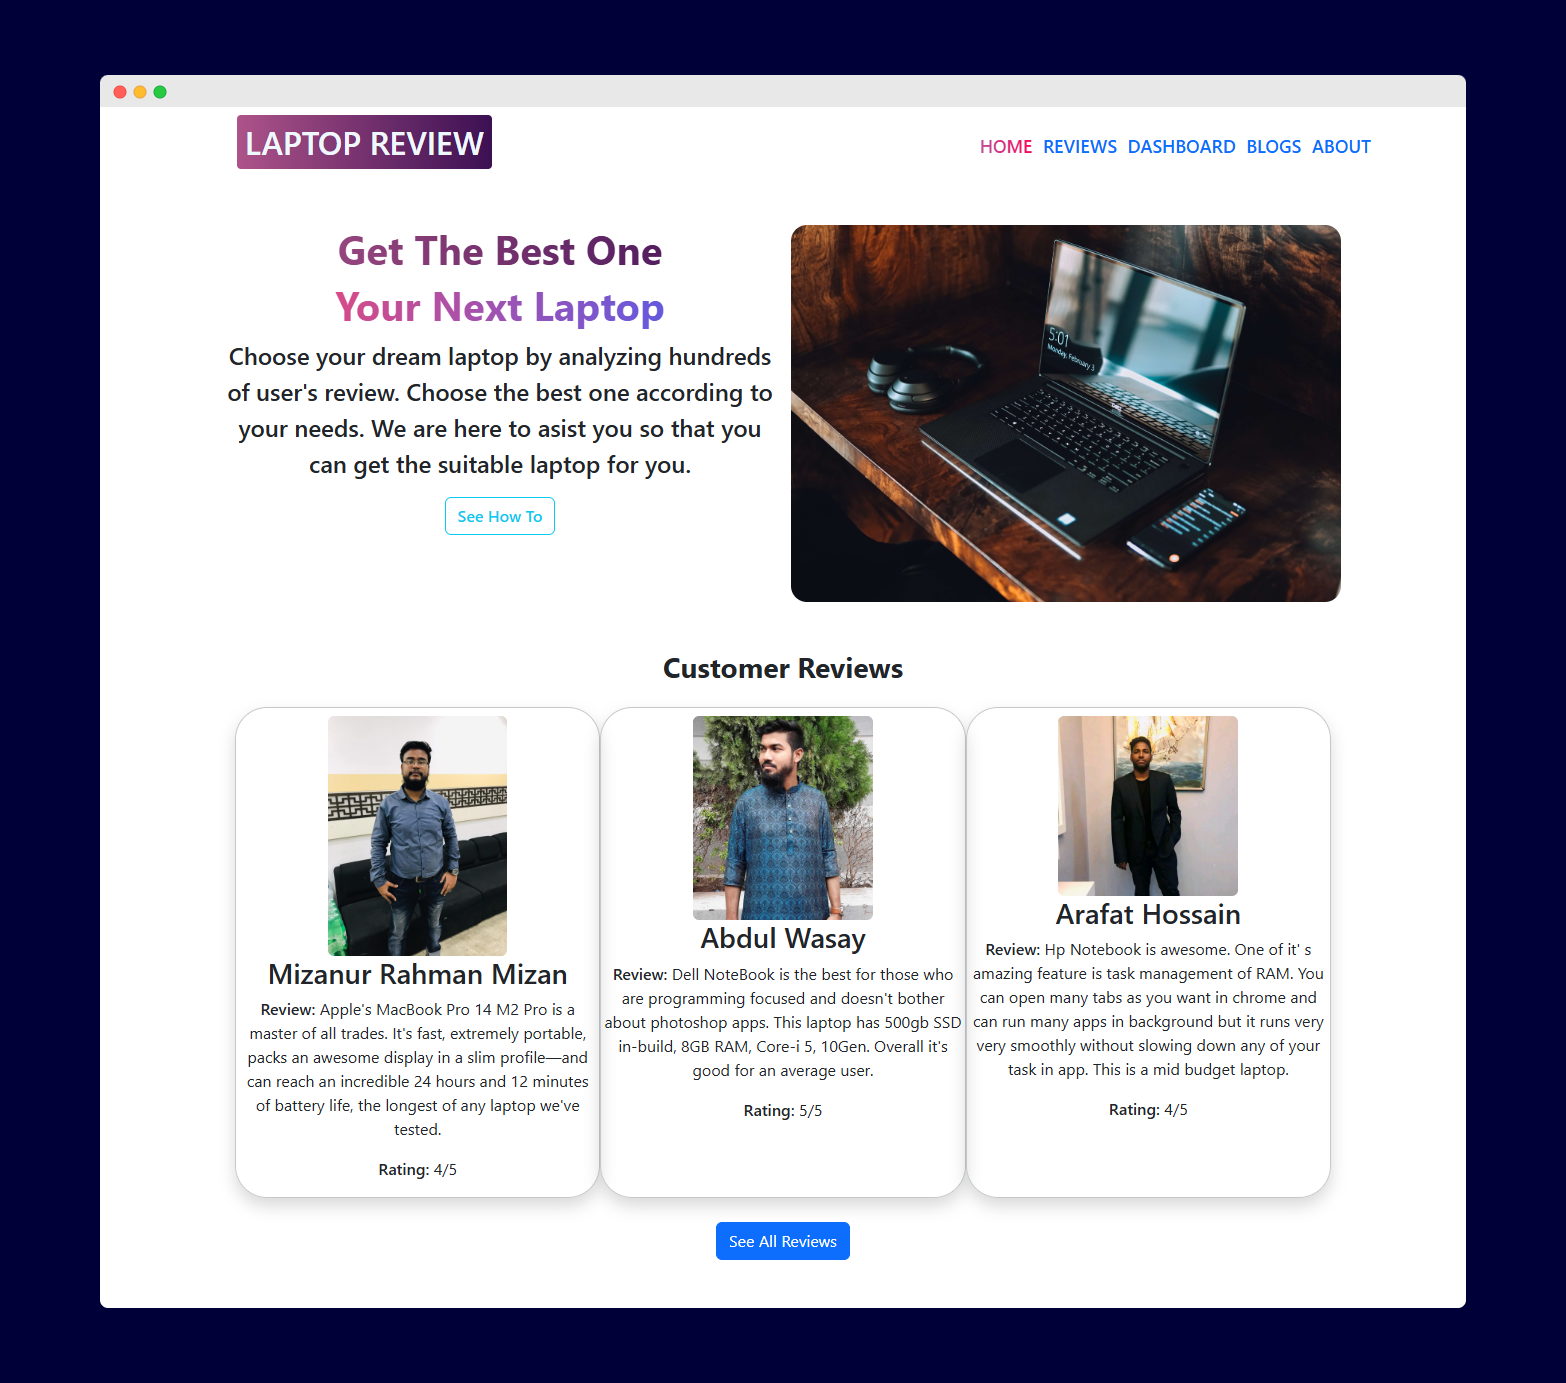 LAPTOP REVIEW
HOME REVIEWS DASHBOARD BLOGS ABOUT
Get The Best One
Your Next Laptop
Choose your dream laptop by analyzing hundreds
of user's review. Choose the best one according to
your needs. We are here to asist you so that you
can get the suitable laptop for you.
See How To
5:01
Monday, February 3
DELL
Customer Reviews
Mizanur Rahman Mizan
Review: Apple's MacBook Pro 14 M2 Pro is a
master of all trades. It's fast, extremely portable,
packs an awesome display in a slim profile—and
can reach an incredible 24 hours and 12 minutes
of battery life, the longest of any laptop we've
tested.
Rating: 4/5
Abdul Wasay
Review: Dell NoteBook is the best for those who
are programming focused and doesn't bother
about photoshop apps. This laptop has 500gb SSD
in-build, 8GB RAM, Core-i 5, 10Gen. Overall it's
good for an average user.
Rating: 5/5
Arafat Hossain
Review: Hp Notebook is awesome. One of it' s
amazing feature is task management of RAM. You
can open many tabs as you want in chrome and
can run many apps in background but it runs very
very smoothly without slowing down any of your
task in app. This is a mid budget laptop.
Rating: 4/5
See All Reviews